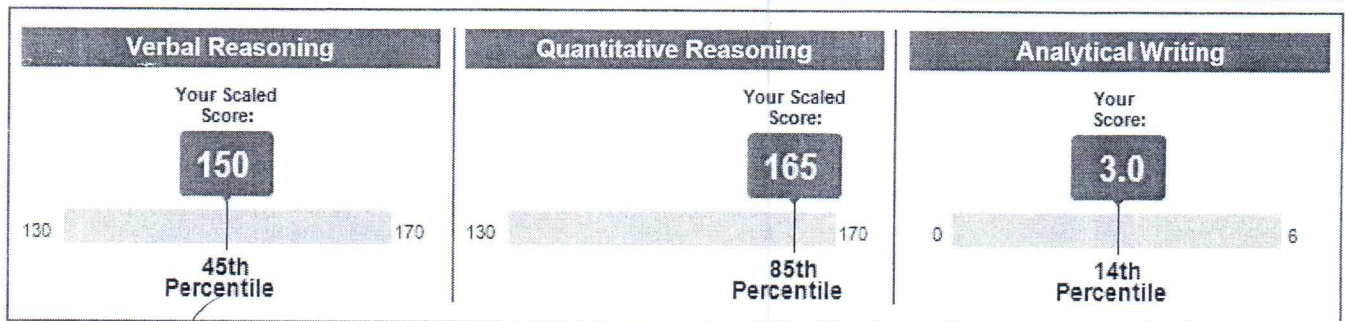 Verbal Reasoning
Your Scaled
Score:
150
130
170
45th
Percentile
Quantitative Reasoning
Your Scaled
Score:
165
130
170
85th
Percentile
Analytical Writing
Your
Score:
3.0
0
6
14th
Percentile